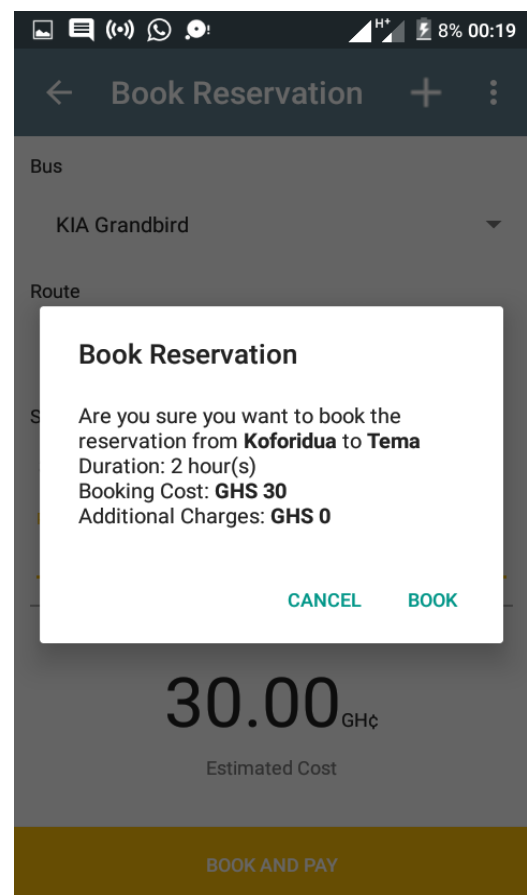 H+ 8% 00:19
Book Reservation
Bus
KIA Grandbird
Route
S
Book Reservation
Are you sure you want to book the
reservation from Koforidua to Tema
Duration: 2 hour(s)
Booking Cost: GHS 30
Additional Charges: GHS 0
CANCEL BOOK
30.00 GH¢
Estimated Cost
BOOK AND PAY